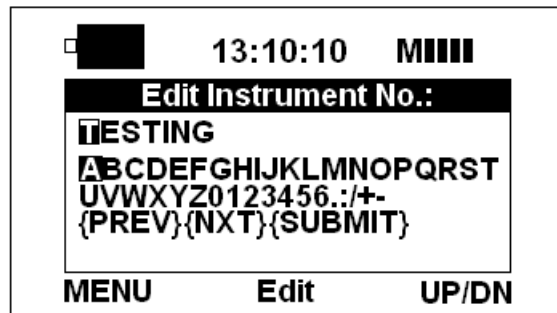 13:10:10 M
Edit Instrument No.:
TESTING
ABCDEFGHIJKLMNOPQRST
UVWXYZ0123456.:/+-
{PREV}{NXT}{SUBMIT}
MENU Edit UP/DN